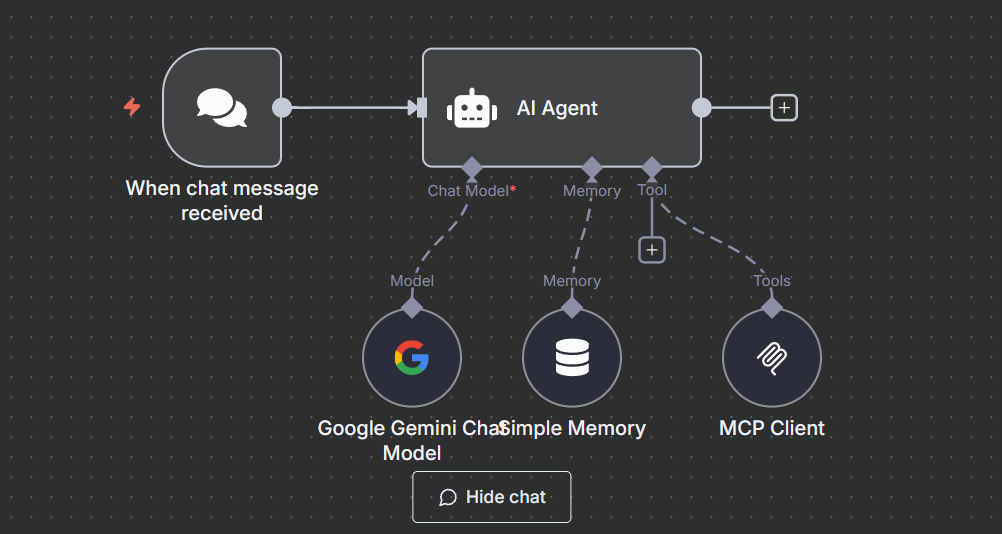 AI Agent
When chat message
received
Chat Model*
Memory
Tool
Model
Memory
Tools
Google Gemini Chat
Model
Simple Memory
MCP Client
Hide chat